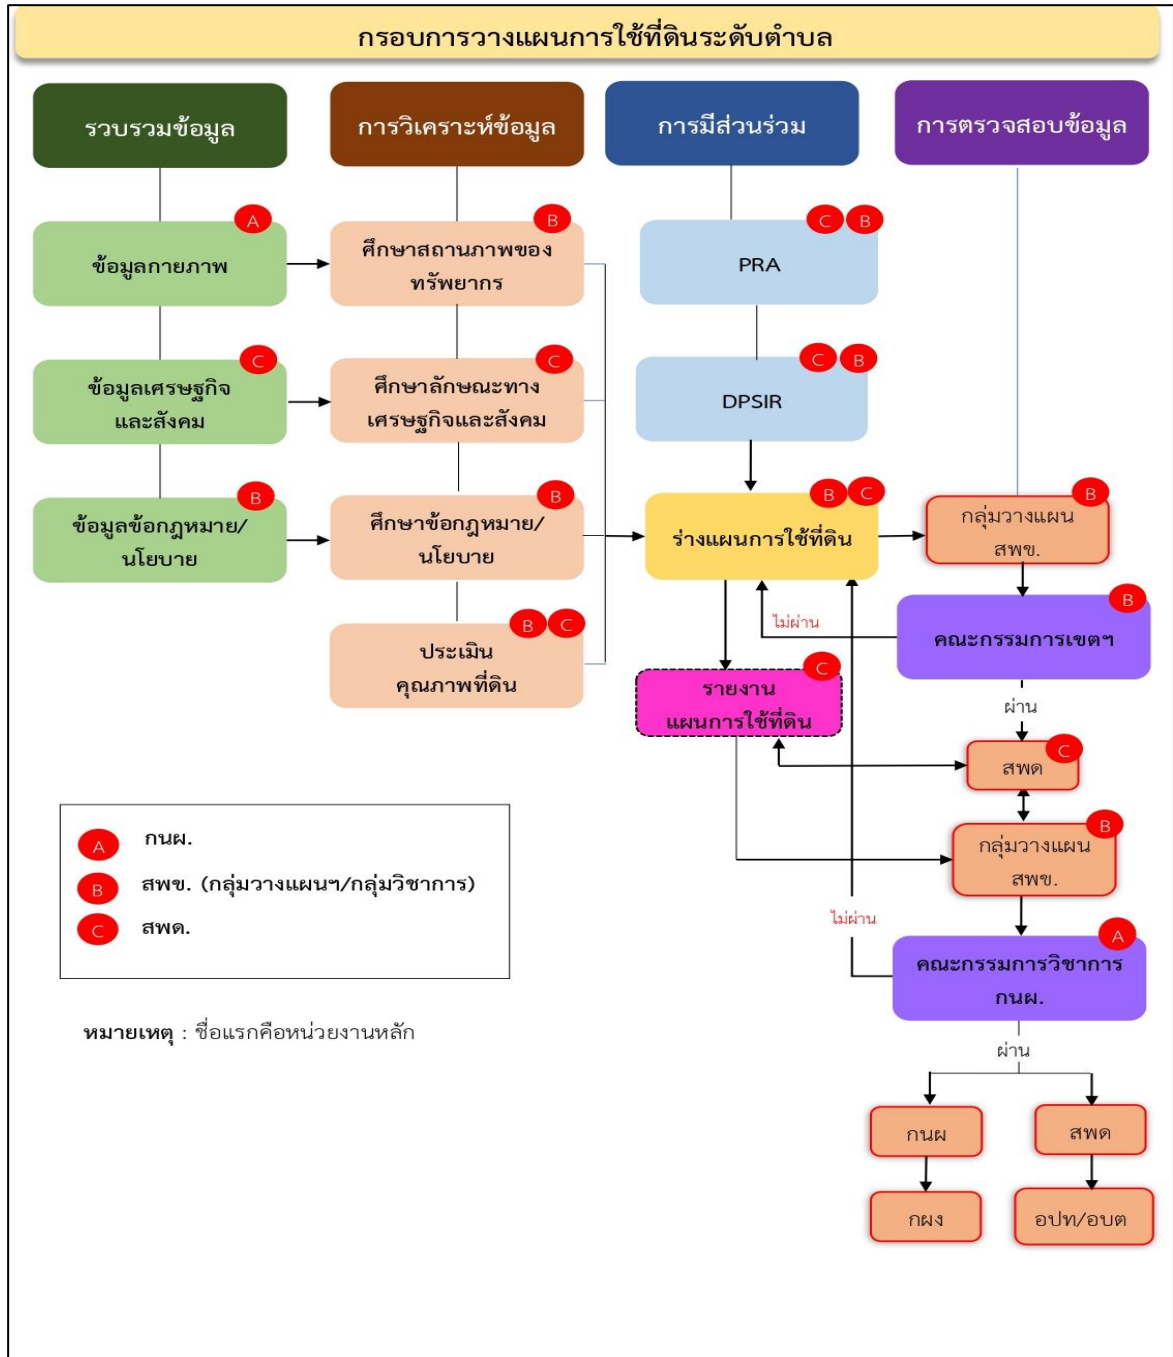 กรอบการวางแผนการใช้ที่ดินระดับตำบล
รวบรวมข้อมูล
การวิเคราะห์ข้อมูล
การมีส่วนร่วม
การตรวจสอบข้อมูล
A
ข้อมูลกายภาพ
B
ศึกษาสถานภาพของ
ทรัพยากร
C B
PRA
C
ข้อมูลเศรษฐกิจ
และสังคม
C
ศึกษาลักษณะทาง
เศรษฐกิจและสังคม
C B
DPSIR
B
ข้อมูลข้อกฎหมาย/
นโยบาย
B
ศึกษาข้อกฎหมาย/
นโยบาย
B C
ร่างแผนการใช้ที่ดิน
B
กลุ่มวางแผน
สพข.
B C
ประเมิน
คุณภาพที่ดิน
ไม่ผ่าน
B
คณะกรรมการเขตฯ
C
รายงาน
แผนการใช้ที่ดิน
ผ่าน
C
สพด
B
กลุ่มวางแผน
สพข.
ไม่ผ่าน
A
คณะกรรมการวิชาการ
กนผ.
ผ่าน
กนผ
สพด
กผง
อปท/อบต
A กนผ.
B สพข. (กลุ่มวางแผนฯ/กลุ่มวิชาการ)
C สพด.
หมายเหตุ : ชื่อแรกคือหน่วยงานหลัก